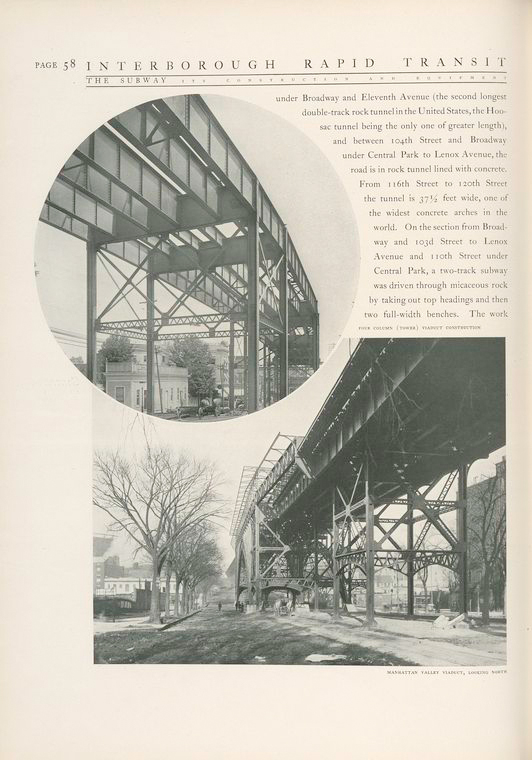 PAGE 58 INTERBOROUGH RAPID TRANSIT
THE SUBWAY ITS CONSTRUCTION AND EQUIPMENT
under Broadway and Eleventh Avenue (the second longest
double-track rock tunnel in the United States, the Hoo-
sac tunnel being the only one of greater length),
and between 104th Street and Broadway
under Central Park to Lenox Avenue, the
road is in rock tunnel lined with concrete.
From 116th Street to 120th Street
the tunnel is 37½ feet wide, one of
the widest concrete arches in the
world. On the section from Broad-
way and 103d Street to Lenox
Avenue and 110th Street under
Central Park, a two-track subway
was driven through micaceous rock
by taking out top headings and then
two full-width benches. The work
FOUR COLUMN (TOWER) VIADUCT CONSTRUCTION
MANHATTAN VALLEY VIADUCT, LOOKING NORTH